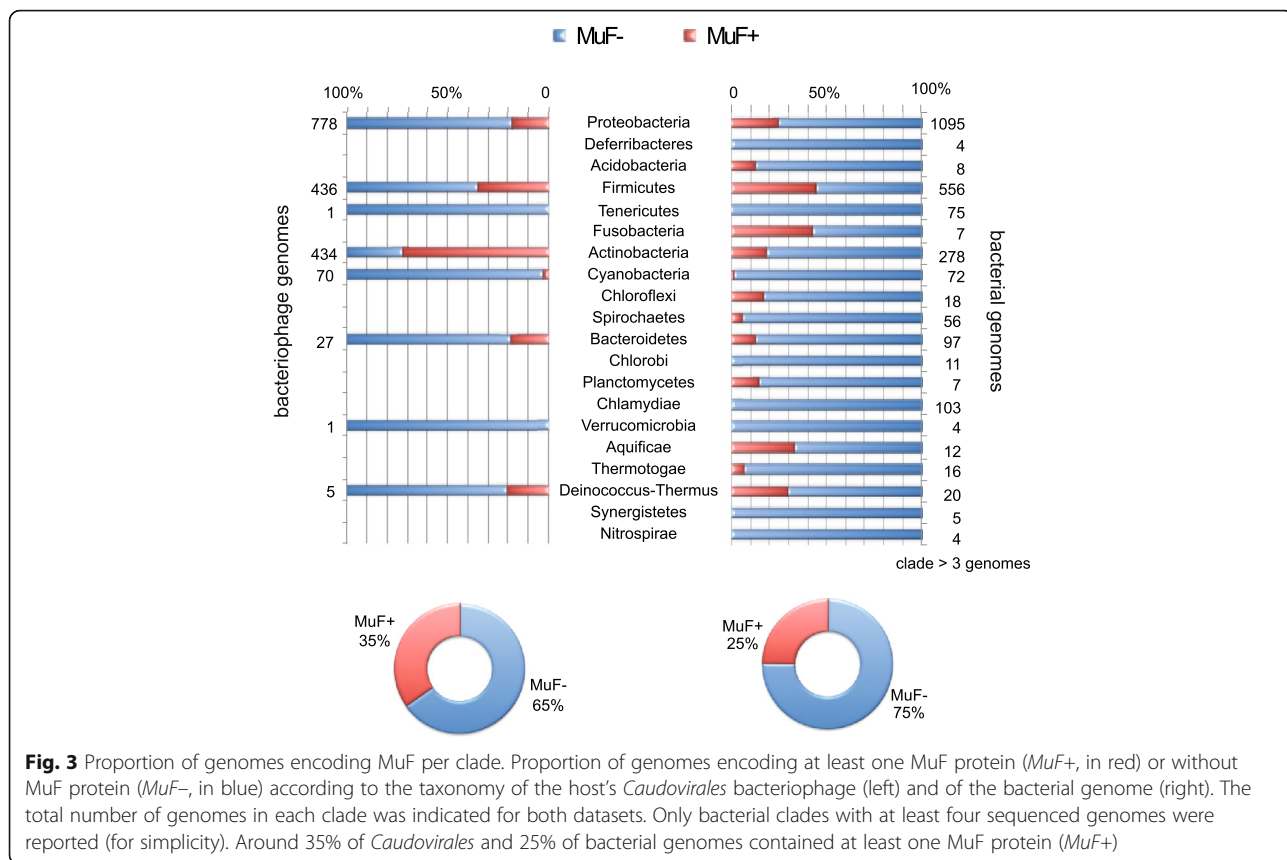 MuF- MuF+
100% 50% 0 0 50% 100%
778 Proteobacteria 1095
Deferribacteres 4
Acidobacteria 8
436 Firmicutes 556
1 Tenericutes 75
Fusobacteria 7
434 Actinobacteria 278
70 Cyanobacteria 72
Chloroflexi 18
Spirochaetes 56
27 Bacteroidetes 97
Chlorobi 11
Planctomycetes 7
Chlamydiae 103
1 Verrucomicrobia 4
Aquificae 12
Thermotogae 16
5 Deinococcus-Thermus 20
Synergistetes 5
Nitrospirae 4
bacteriophage genomes
bacterial genomes
clade > 3 genomes
MuF+
35%
MuF-
65%
MuF+
25%
MuF-
75%
Fig. 3 Proportion of genomes encoding MuF per clade. Proportion of genomes encoding at least one MuF protein (MuF+, in red) or without
MuF protein (MuF–, in blue) according to the taxonomy of the host's Caudovirales bacteriophage (left) and of the bacterial genome (right). The
total number of genomes in each clade was indicated for both datasets. Only bacterial clades with at least four sequenced genomes were
reported (for simplicity). Around 35% of Caudovirales and 25% of bacterial genomes contained at least one MuF protein (MuF+)